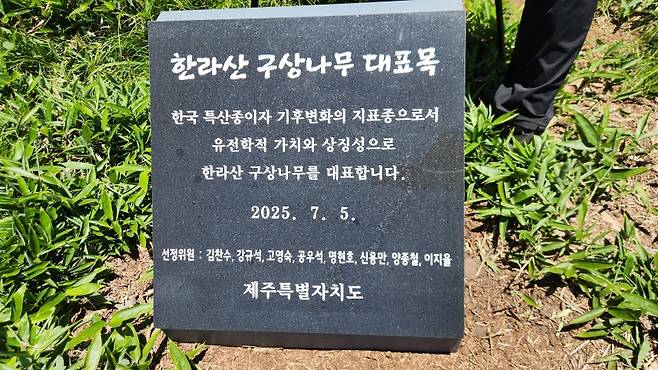 한라산 구상나무 대표목
한국 특산종이자 기후변화의 지표종으로서
유전학적 가치와 상징성으로
한라산 구상나무를 대표합니다.
2025. 7. 5.
선정위원 : 김찬수, 강규석, 고영숙, 공우석, 명현호, 신용만, 양종철, 이지율
제주특별자치도